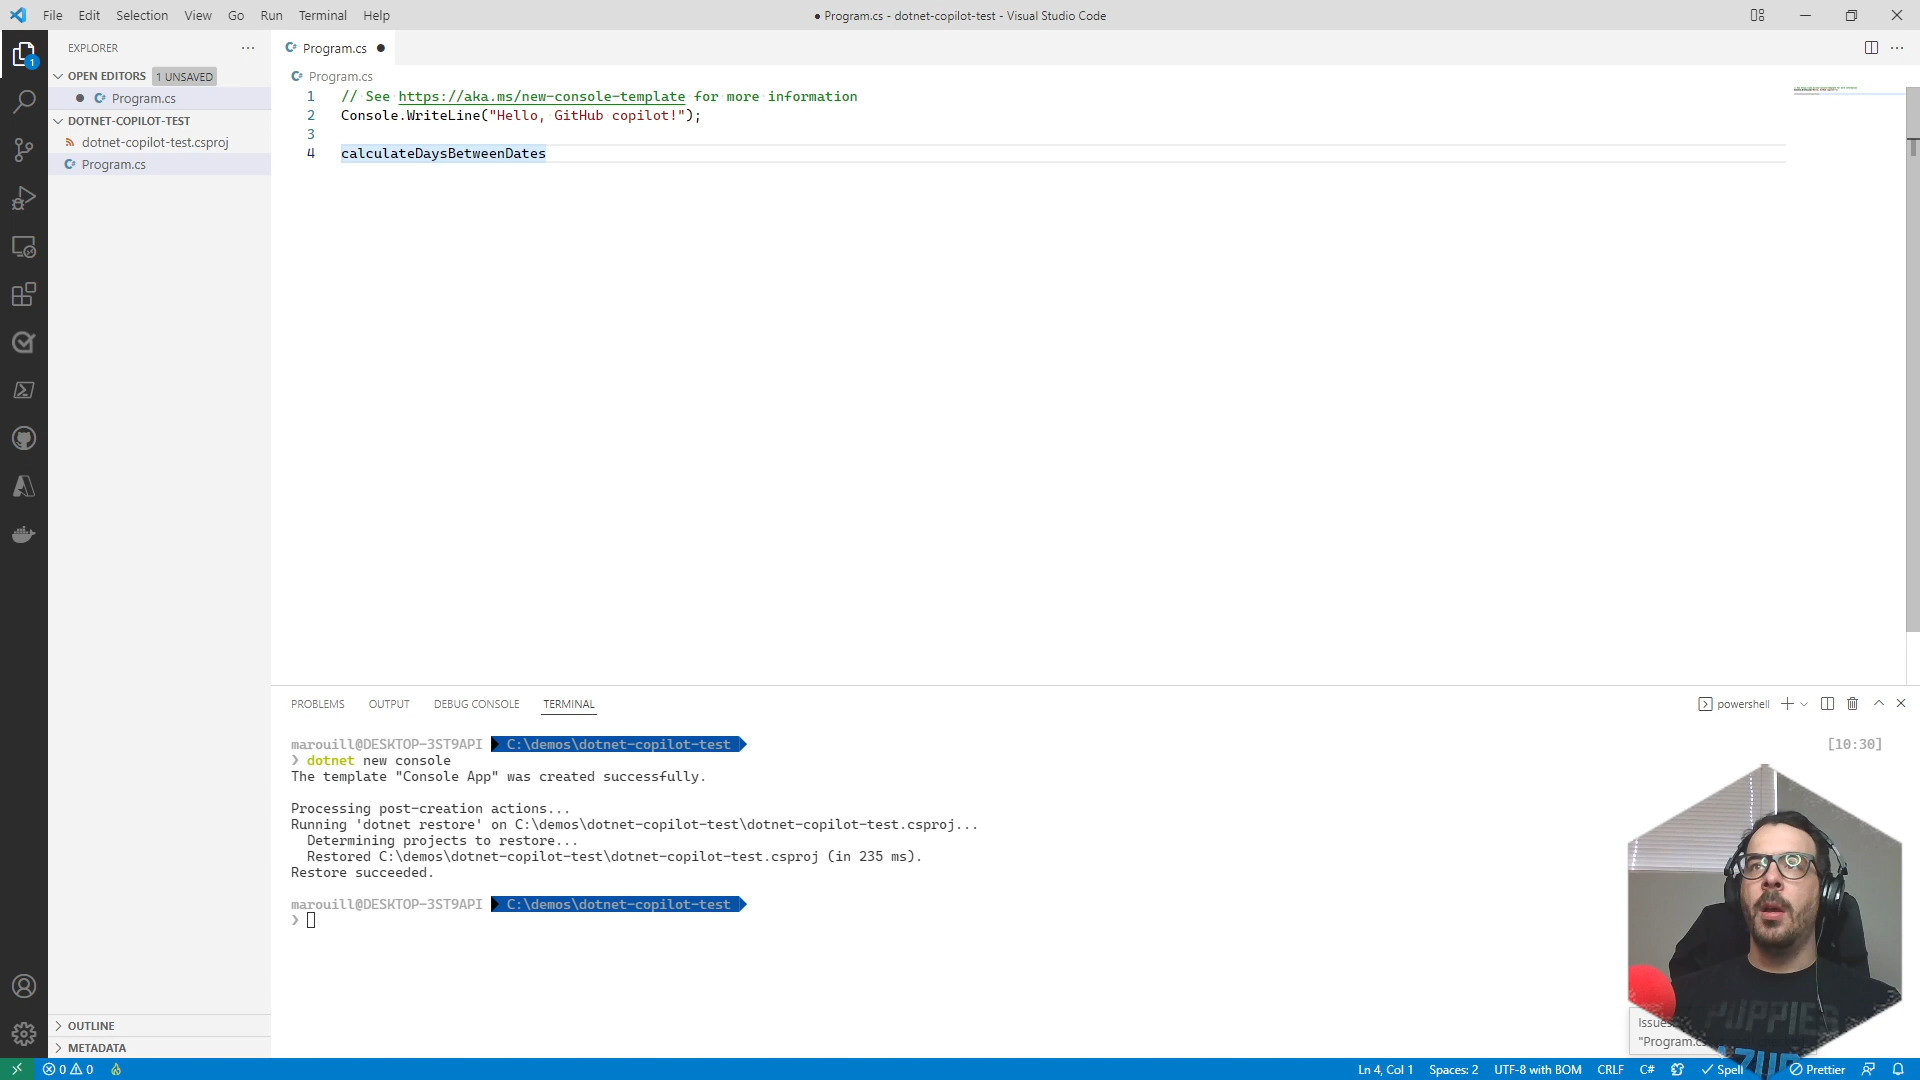 File Edit Selection View Go Run Terminal Help
● Program.cs - dotnet-copilot-test - Visual Studio Code
EXPLORER
1
OPEN EDITORS 1 UNSAVED
Program.cs
DOTNET-COPILOT-TEST
dotnet-copilot-test.csproj
Program.cs
OUTLINE
METADATA
Program.cs
Program.cs
1 // See https://aka.ms/new-console-template for more information
2 Console.WriteLine("Hello, GitHub copilot!");
3
4 calculateDaysBetweenDates
PROBLEMS OUTPUT DEBUG CONSOLE TERMINAL
powershell
marouill@DESKTOP-3ST9API C:\demos\dotnet-copilot-test [10:30]
❯ dotnet new console
The template "Console App" was created successfully.
Processing post-creation actions...
Running 'dotnet restore' on C:\demos\dotnet-copilot-test\dotnet-copilot-test.csproj...
Determining projects to restore...
Restored C:\demos\dotnet-copilot-test\dotnet-copilot-test.csproj (in 235 ms).
Restore succeeded.
marouill@DESKTOP-3ST9API C:\demos\dotnet-copilot-test
❯
PUPPIES
Issues
"Program.c
0 0
Ln 4, Col 1 Spaces: 2 UTF-8 with BOM CRLF C# Spell Prettier